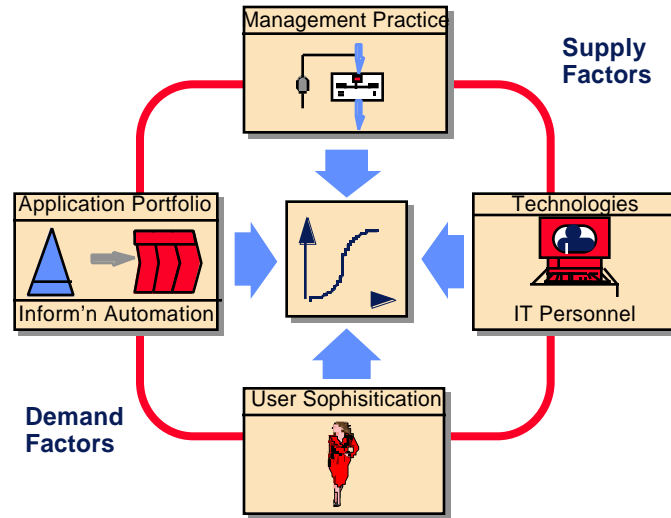 Management Practice
Supply
Factors
Application Portfolio
Technologies
Inform'n Automation
IT Personnel
User Sophisitication
Demand
Factors